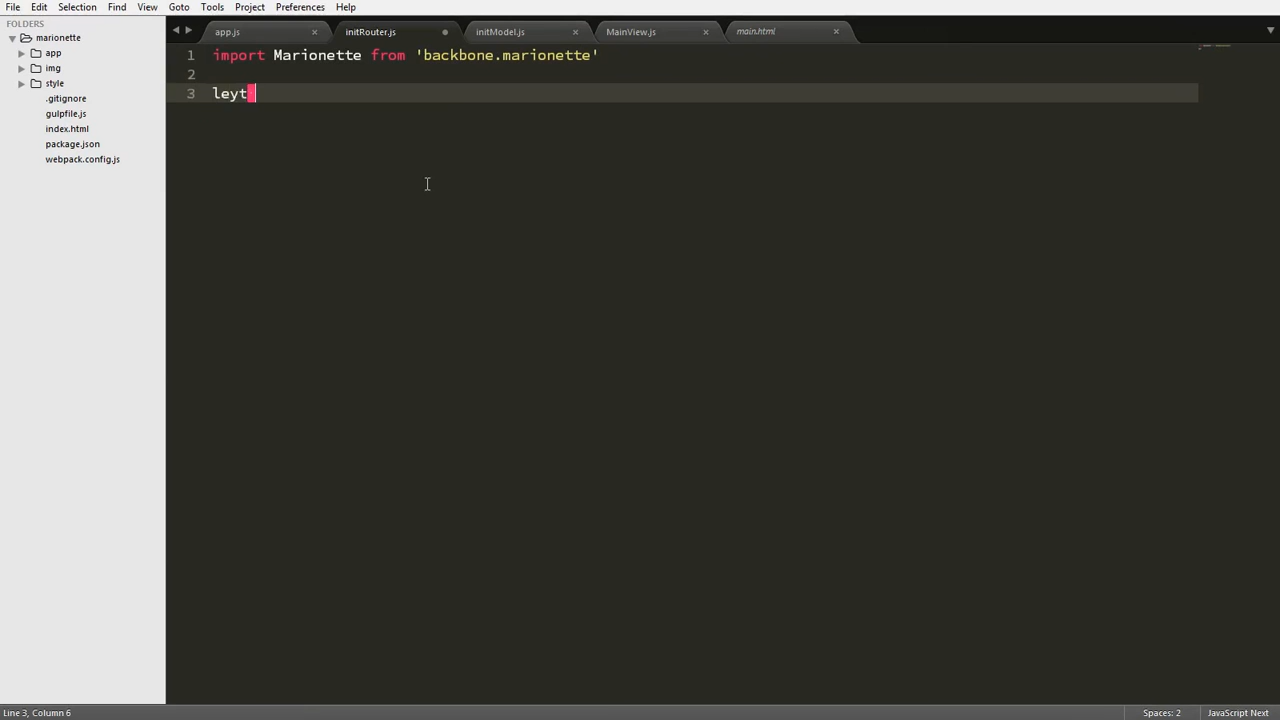 File Edit Selection Find View Goto Tools Project Preferences Help
FOLDERS
marionette
app
img
style
.gitignore
gulpfile.js
index.html
package.json
webpack.config.js
app.js initRouter.js initModel.js MainView.js main.html
1 import Marionette from 'backbone.marionette'
2
3 leyt
Line 3, Column 6 Spaces: 2 JavaScript Next